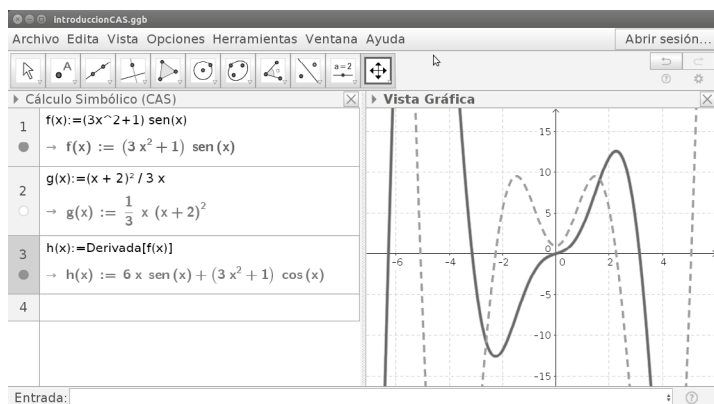 introduccionCAS.ggb
Archivo Edita Vista Opciones Herramientas Ventana Ayuda
Abrir sesión...
A
a=2
Cálculo Simbólico (CAS)
Vista Gráfica
1
f(x):=(3x^2+1) sen(x)
→ f(x) := (3 x² + 1) sen (x)
2
g(x):=(x + 2)² / 3 x
→ g(x) := 1/3 x (x + 2)²
3
h(x):=Derivada[f(x)]
→ h(x) := 6 x sen (x) + (3 x² + 1) cos (x)
4
15
10
5
0
-6 -4 -2 0 2 4
-5
-10
-15
Entrada: